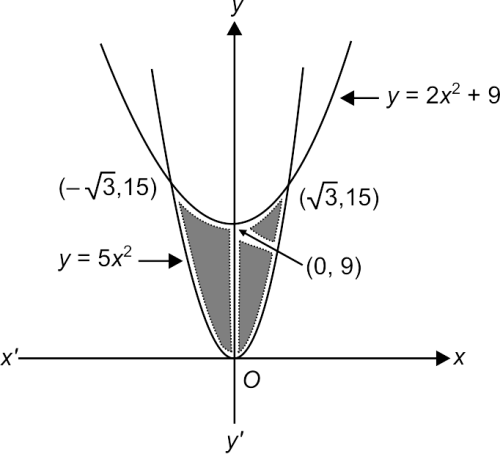 y
y = 2x² + 9
(– √3,15)
(√3,15)
y = 5x²
(0, 9)
x′
x
O
y′